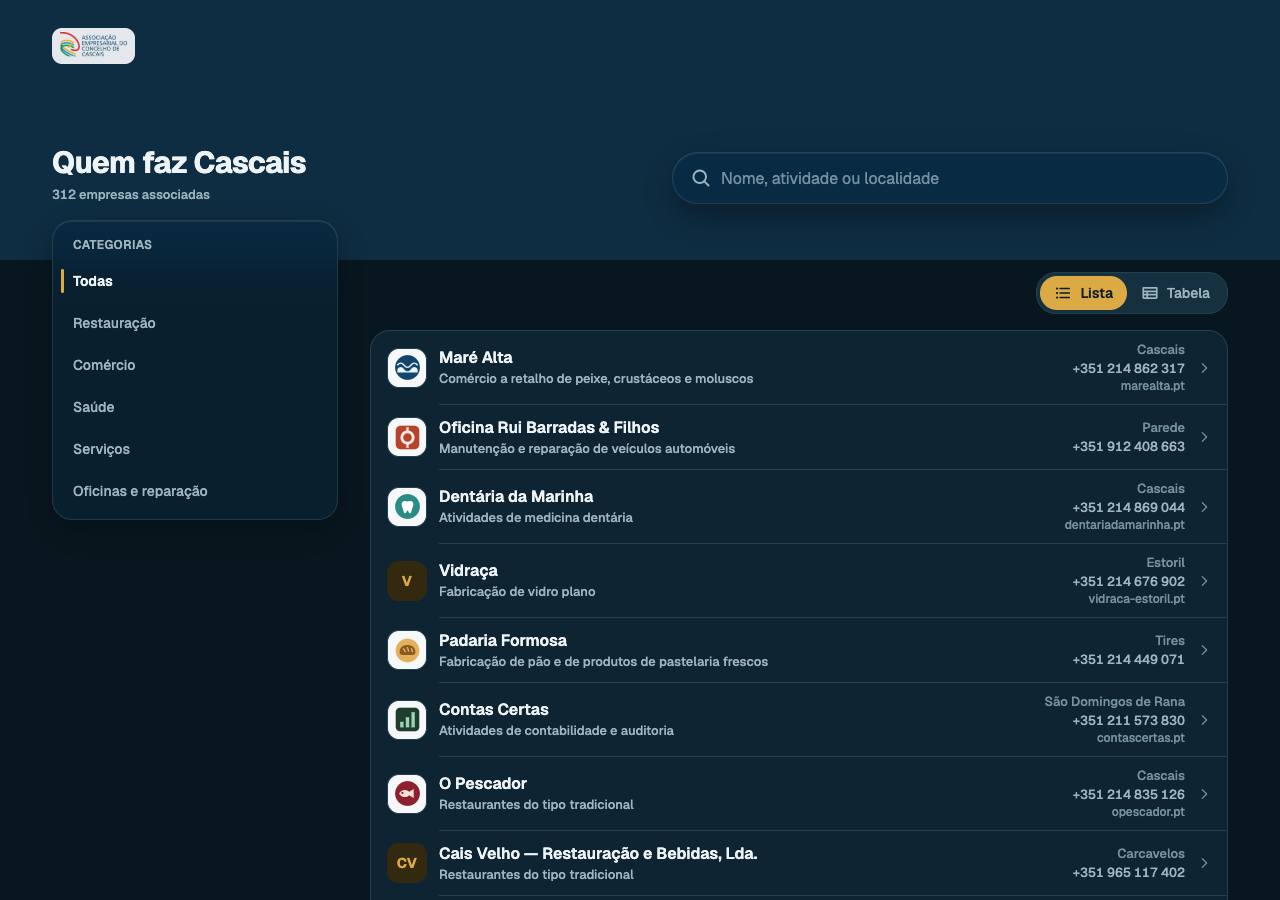 ASSOCIAÇÃO
EMPRESARIAL DO
CONCELHO DE
CASCAIS
Quem faz Cascais
312 empresas associadas
Nome, atividade ou localidade
CATEGORIAS
Todas
Restauração
Comércio
Saúde
Serviços
Oficinas e reparação
Lista
Tabela
Maré Alta
Comércio a retalho de peixe, crustáceos e moluscos
Cascais
+351 214 862 317
marealta.pt
Oficina Rui Barradas & Filhos
Manutenção e reparação de veículos automóveis
Parede
+351 912 408 663
Dentária da Marinha
Atividades de medicina dentária
Cascais
+351 214 869 044
dentariadamarinha.pt
V
Vidraça
Fabricação de vidro plano
Estoril
+351 214 676 902
vidraca-estoril.pt
Padaria Formosa
Fabricação de pão e de produtos de pastelaria frescos
Tires
+351 214 449 071
Contas Certas
Atividades de contabilidade e auditoria
São Domingos de Rana
+351 211 573 830
contascertas.pt
O Pescador
Restaurantes do tipo tradicional
Cascais
+351 214 835 126
opescador.pt
CV
Cais Velho — Restauração e Bebidas, Lda.
Restaurantes do tipo tradicional
Carcavelos
+351 965 117 402